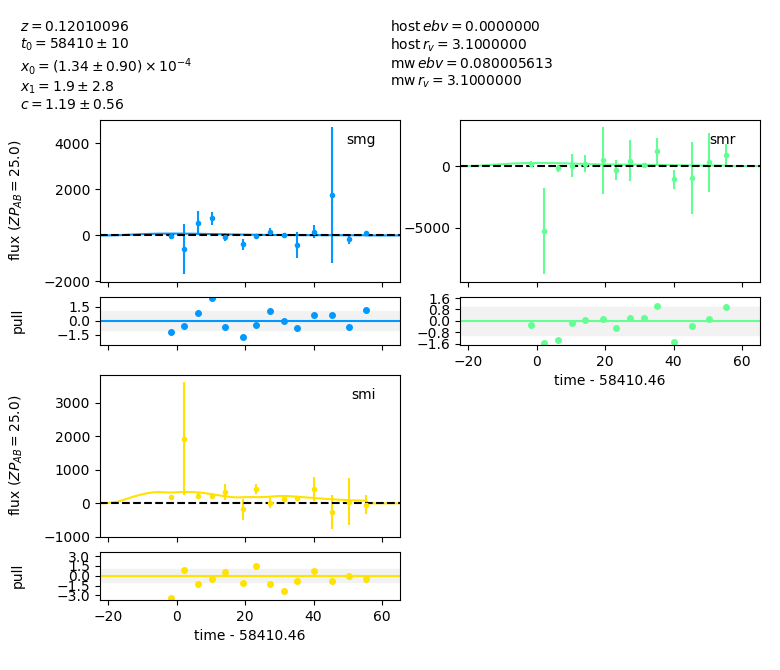 z = 0.12010096
t₀ = 58410 ± 10
x₀ = (1.34 ± 0.90) × 10⁻⁴
x₁ = 1.9 ± 2.8
c = 1.19 ± 0.56
host ebv = 0.0000000
host r_v = 3.1000000
mw ebv = 0.080005613
mw r_v = 3.1000000
smg
flux (ZP_AB = 25.0)
4000
2000
0
−2000
smr
0
−5000
pull
1.5
0.0
−1.5
1.6
0.8
0.0
−0.8
−1.6
−20 0 20 40 60
time - 58410.46
smi
flux (ZP_AB = 25.0)
3000
2000
1000
0
−1000
pull
3.0
1.5
0.0
−1.5
−3.0
−20 0 20 40 60
time - 58410.46